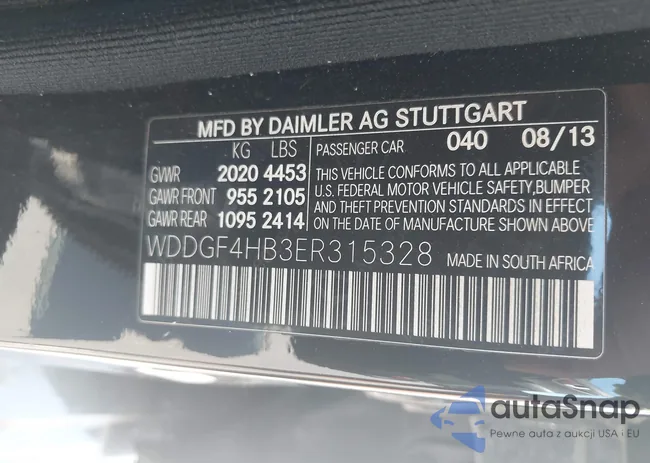 MFD BY DAIMLER AG STUTTGART
KG LBS
GVWR 2020 4453
GAWR FRONT 955 2105
GAWR REAR 1095 2414
PASSENGER CAR 040 08/13
THIS VEHICLE CONFORMS TO ALL APPLICABLE
U.S. FEDERAL MOTOR VEHICLE SAFETY,BUMPER
AND THEFT PREVENTION STANDARDS IN EFFECT
ON THE DATE OF MANUFACTURE SHOWN ABOVE
WDDGF4HB3ER315328 MADE IN SOUTH AFRICA
autaSnap
Pewne auta z aukcji USA i EU